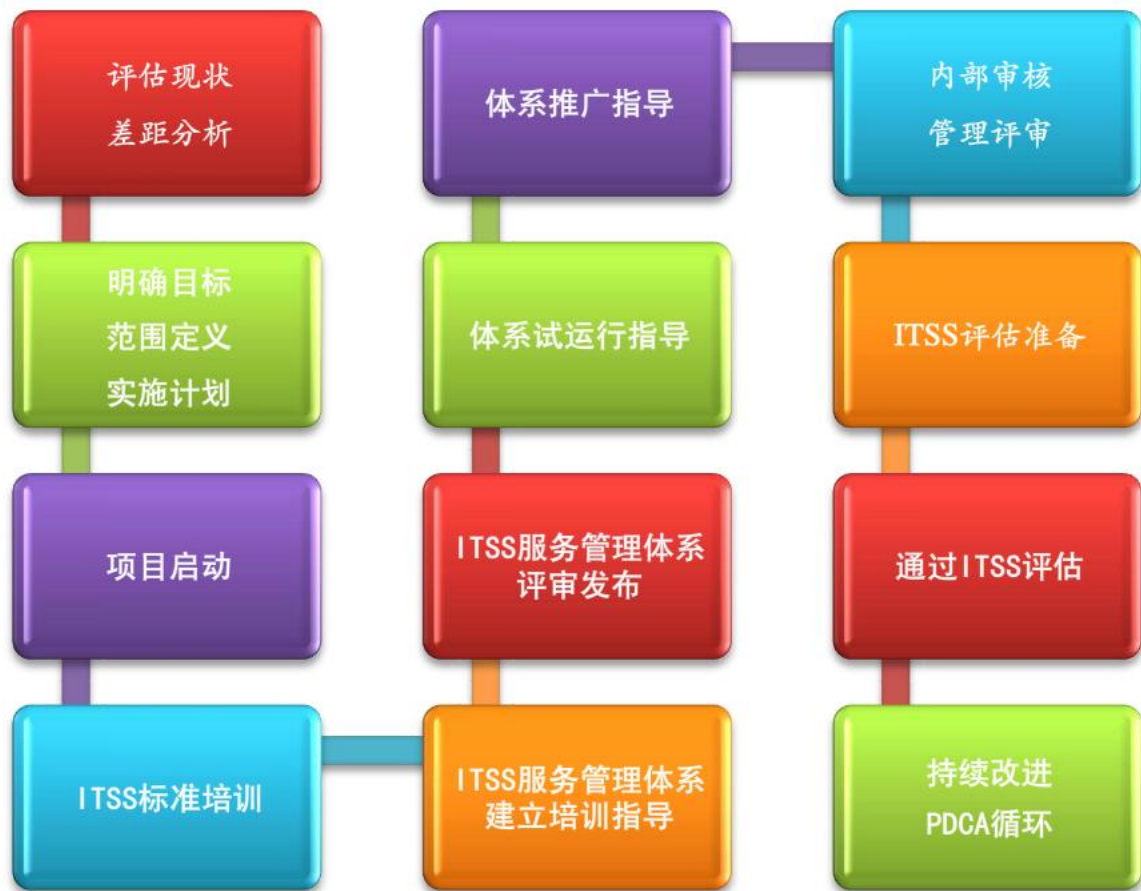 评估现状
差距分析
明确目标
范围定义
实施计划
项目启动
ITSS标准培训
ITSS服务管理体系
建立培训指导
ITSS服务管理体系
评审发布
体系试运行指导
体系推广指导
内部审核
管理评审
ITSS评估准备
通过ITSS评估
持续改进
PDCA循环